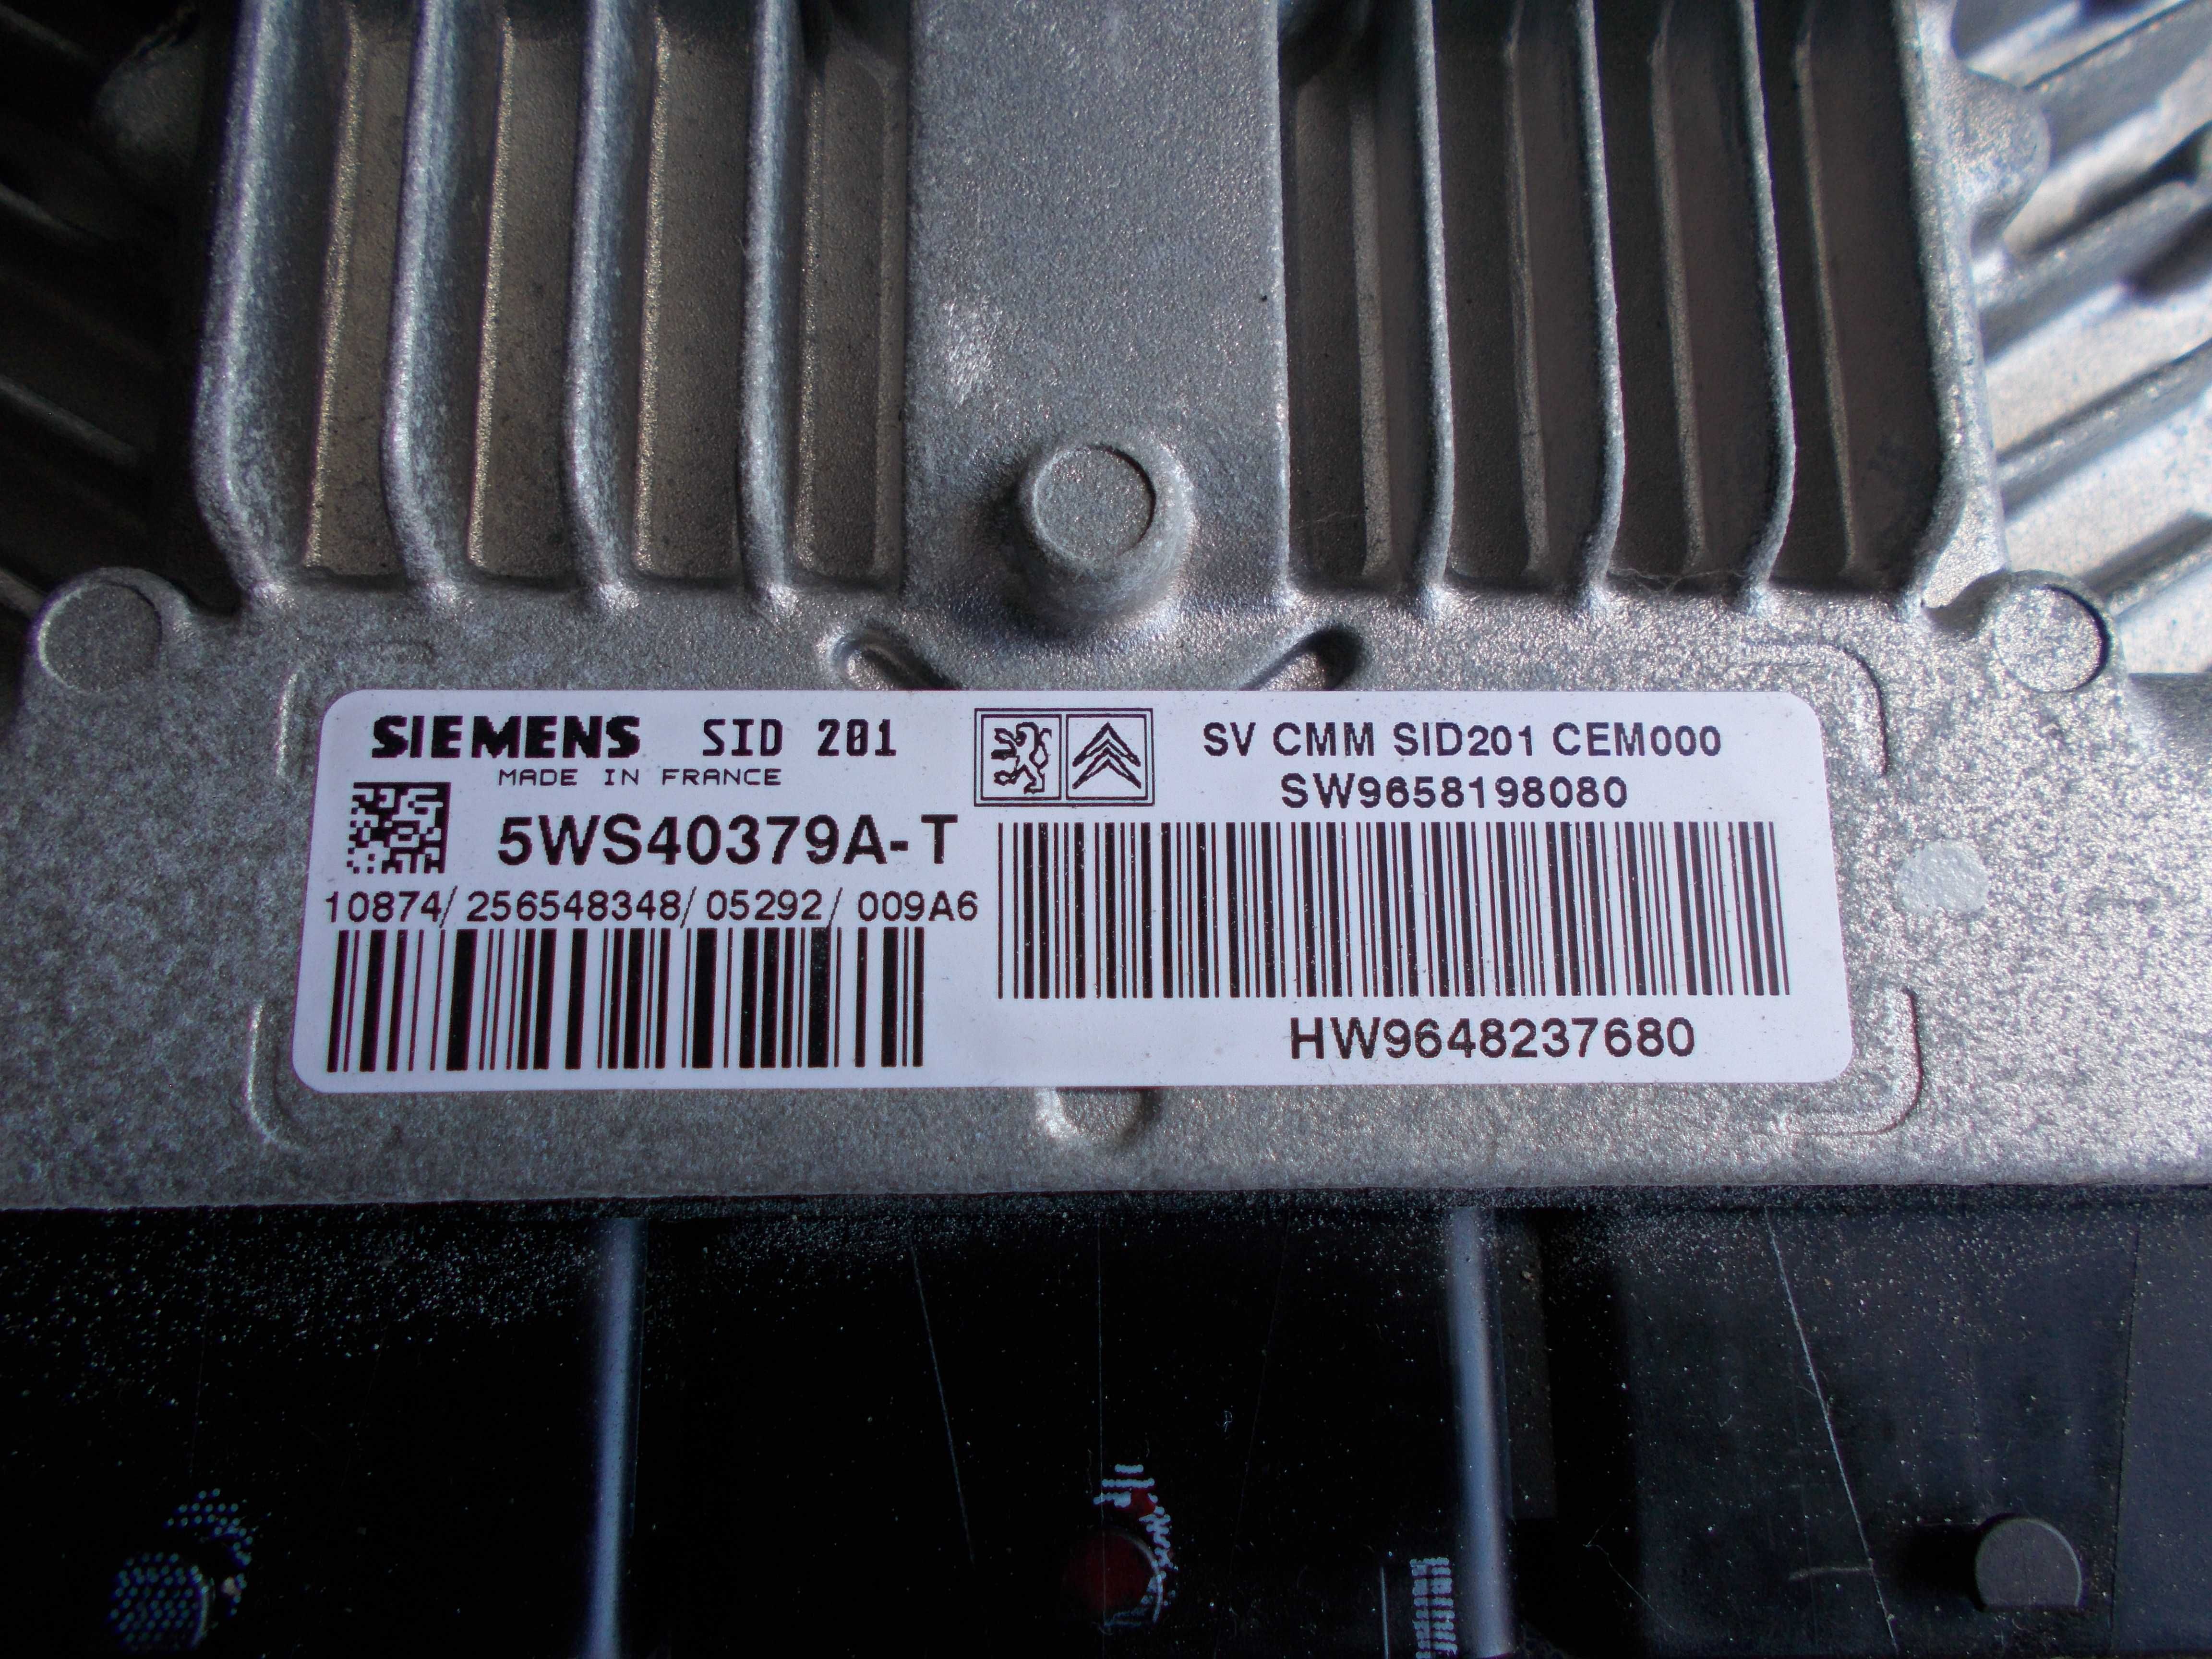 SIEMENS SID 201
MADE IN FRANCE
5WS40379A-T
10874/256548348/05292/009A6
SV CMM SID201 CEM000
SW9658198080
HW9648237680